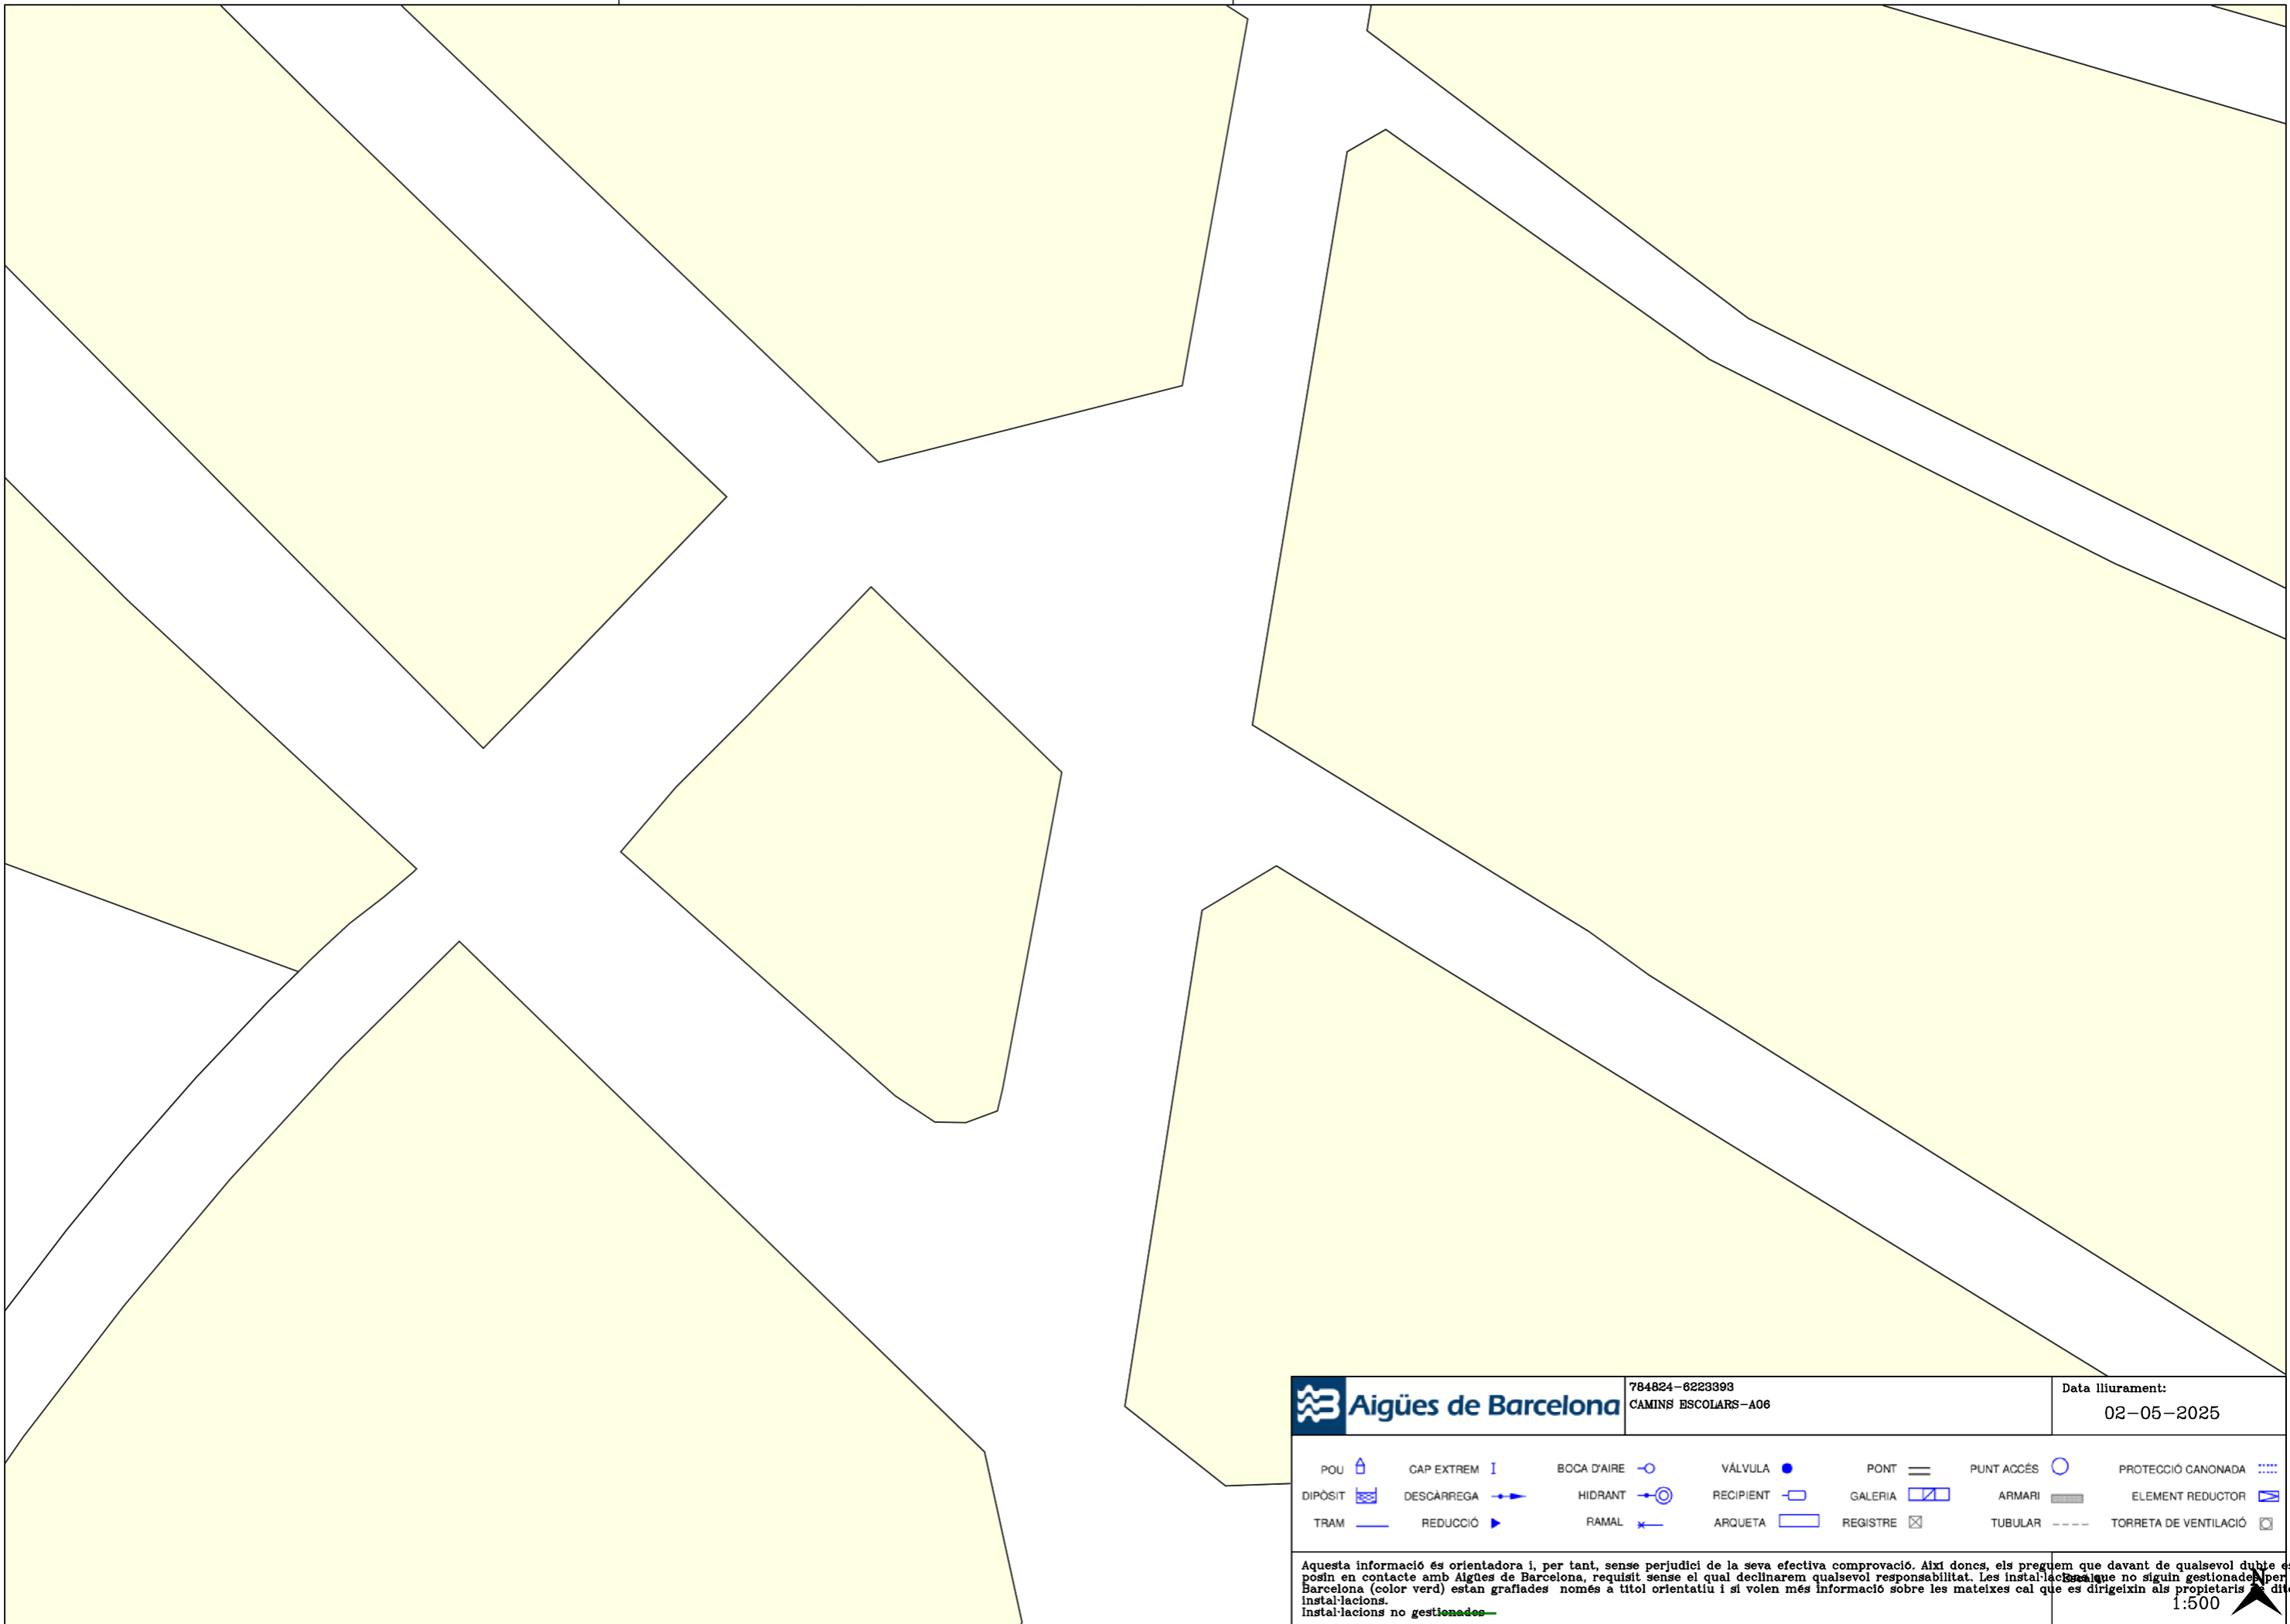 Aigües de Barcelona
784824-6223393
CAMINS ESCOLARS-A06
Data lliurament:
02-05-2025
POU CAP EXTREM BOCA D'AIRE VÀLVULA PONT PUNT ACCÉS PROTECCIÓ CANONADA
DIPÒSIT DESCÀRREGA HIDRANT RECIPIENT GALERIA ARMARI ELEMENT REDUCTOR
TRAM REDUCCIÓ RAMAL ARQUETA REGISTRE TUBULAR TORRETA DE VENTILACIÓ
Aquesta informació és orientadora i, per tant, sense perjudici de la seva efectiva comprovació. Així doncs, els preguem que davant de qualsevol dubte es
posin en contacte amb Aigües de Barcelona, requisit sense el qual declinarem qualsevol responsabilitat. Les instal·lacions que no siguin gestionades per
Barcelona (color verd) estan grafiades només a títol orientatiu i si volen més informació sobre les mateixes cal que es dirigeixin als propietaris de
instal·lacions.
Instal·lacions no gestionades
Escala:
1:500
N